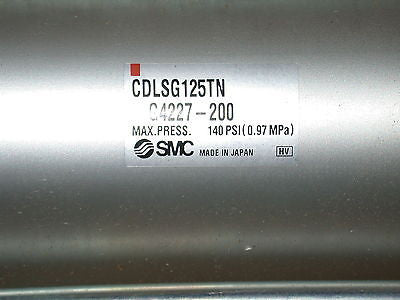 CDLSG125TN
C4227-200
MAX.PRESS. 140 PSI(0.97 MPa)
SMC MADE IN JAPAN HV